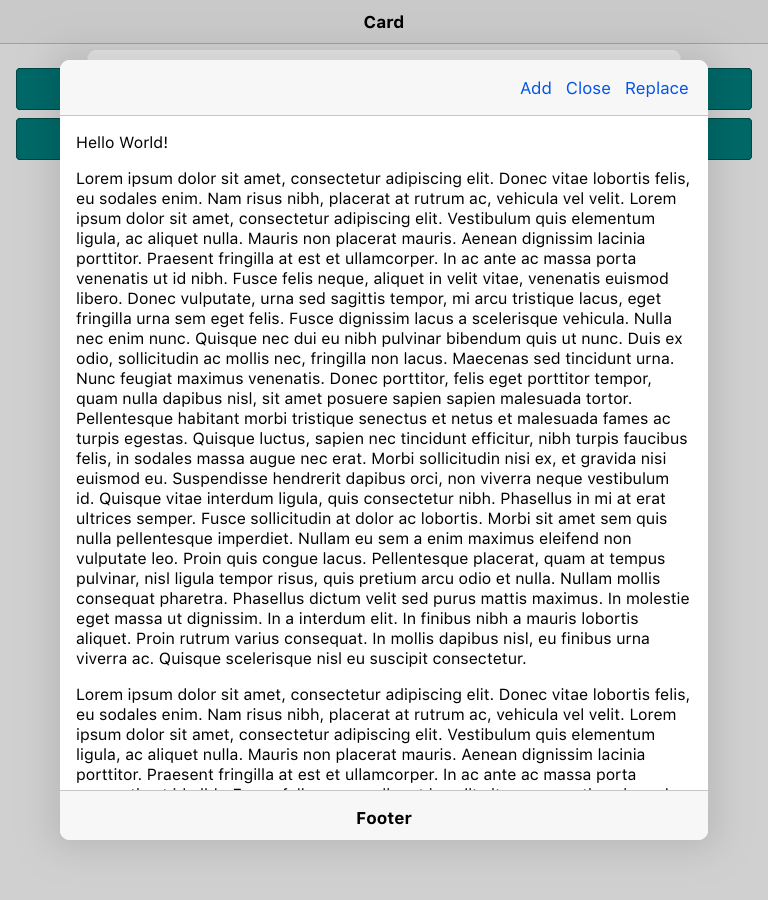 Card
Add Close Replace
Hello World!
Lorem ipsum dolor sit amet, consectetur adipiscing elit. Donec vitae lobortis felis,
eu sodales enim. Nam risus nibh, placerat at rutrum ac, vehicula vel velit. Lorem
ipsum dolor sit amet, consectetur adipiscing elit. Vestibulum quis elementum
ligula, ac aliquet nulla. Mauris non placerat mauris. Aenean dignissim lacinia
porttitor. Praesent fringilla at est et ullamcorper. In ac ante ac massa porta
venenatis ut id nibh. Fusce felis neque, aliquet in velit vitae, venenatis euismod
libero. Donec vulputate, urna sed sagittis tempor, mi arcu tristique lacus, eget
fringilla urna sem eget felis. Fusce dignissim lacus a scelerisque vehicula. Nulla
nec enim nunc. Quisque nec dui eu nibh pulvinar bibendum quis ut nunc. Duis ex
odio, sollicitudin ac mollis nec, fringilla non lacus. Maecenas sed tincidunt urna.
Nunc feugiat maximus venenatis. Donec porttitor, felis eget porttitor tempor,
quam nulla dapibus nisl, sit amet posuere sapien sapien malesuada tortor.
Pellentesque habitant morbi tristique senectus et netus et malesuada fames ac
turpis egestas. Quisque luctus, sapien nec tincidunt efficitur, nibh turpis faucibus
felis, in sodales massa augue nec erat. Morbi sollicitudin nisi ex, et gravida nisi
euismod eu. Suspendisse hendrerit dapibus orci, non viverra neque vestibulum
id. Quisque vitae interdum ligula, quis consectetur nibh. Phasellus in mi at erat
ultrices semper. Fusce sollicitudin at dolor ac lobortis. Morbi sit amet sem quis
nulla pellentesque imperdiet. Nullam eu sem a enim maximus eleifend non
vulputate leo. Proin quis congue lacus. Pellentesque placerat, quam at tempus
pulvinar, nisl ligula tempor risus, quis pretium arcu odio et nulla. Nullam mollis
consequat pharetra. Phasellus dictum velit sed purus mattis maximus. In molestie
eget massa ut dignissim. In a interdum elit. In finibus nibh a mauris lobortis
aliquet. Proin rutrum varius consequat. In mollis dapibus nisl, eu finibus urna
viverra ac. Quisque scelerisque nisl eu suscipit consectetur.
Lorem ipsum dolor sit amet, consectetur adipiscing elit. Donec vitae lobortis felis,
eu sodales enim. Nam risus nibh, placerat at rutrum ac, vehicula vel velit. Lorem
ipsum dolor sit amet, consectetur adipiscing elit. Vestibulum quis elementum
ligula, ac aliquet nulla. Mauris non placerat mauris. Aenean dignissim lacinia
porttitor. Praesent fringilla at est et ullamcorper. In ac ante ac massa porta
Footer